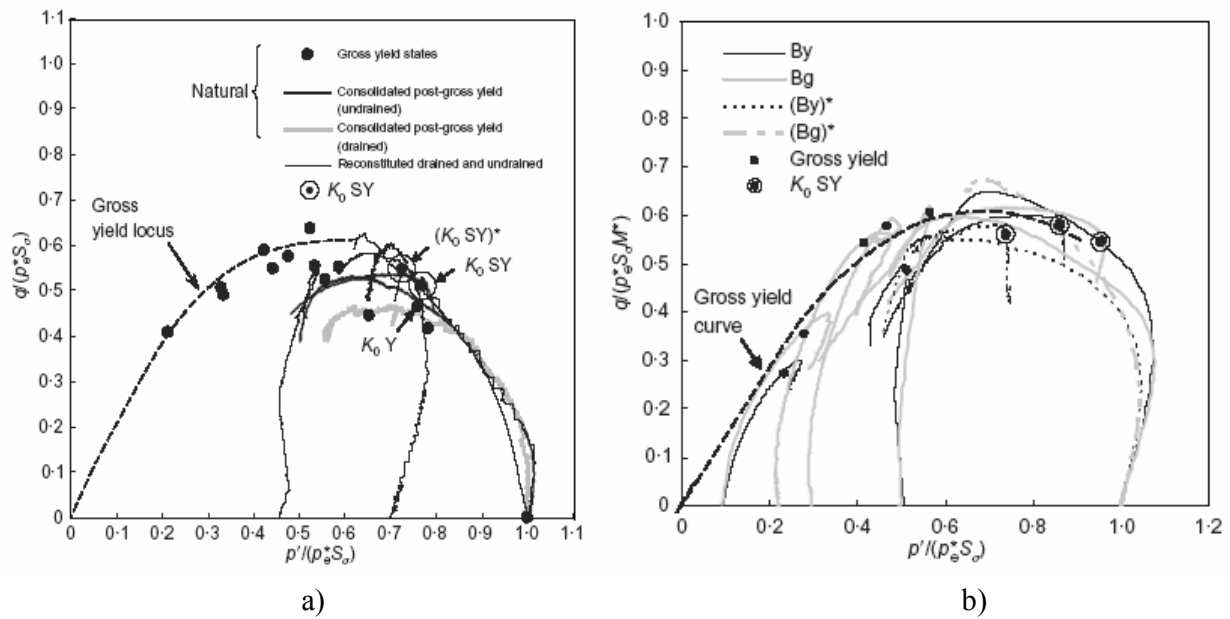 1·1
1·0
0·9
0·8
0·7
0·6
0·5
0·4
0·3
0·2
0·1
0
q/(p*eSσ)
Natural
Gross yield states
Consolidated post-gross yield
(undrained)
Consolidated post-gross yield
(drained)
Reconstituted drained and undrained
K0 SY
Gross
yield locus
(K0 SY)*
K0 SY
K0 Y
0 0·1 0·2 0·3 0·4 0·5 0·6 0·7 0·8 0·9 1·0 1·1
p′/(p*eSσ)
a)
b)
1·0
0·9
0·8
0·7
0·6
0·5
0·4
0·3
0·2
0·1
0
q/(p*eSσM*)
By
Bg
(By)*
(Bg)*
Gross yield
K0 SY
Gross yield
curve
0 0·2 0·4 0·6 0·8 1·0 1·2
p′/(p*eSσ)
b)